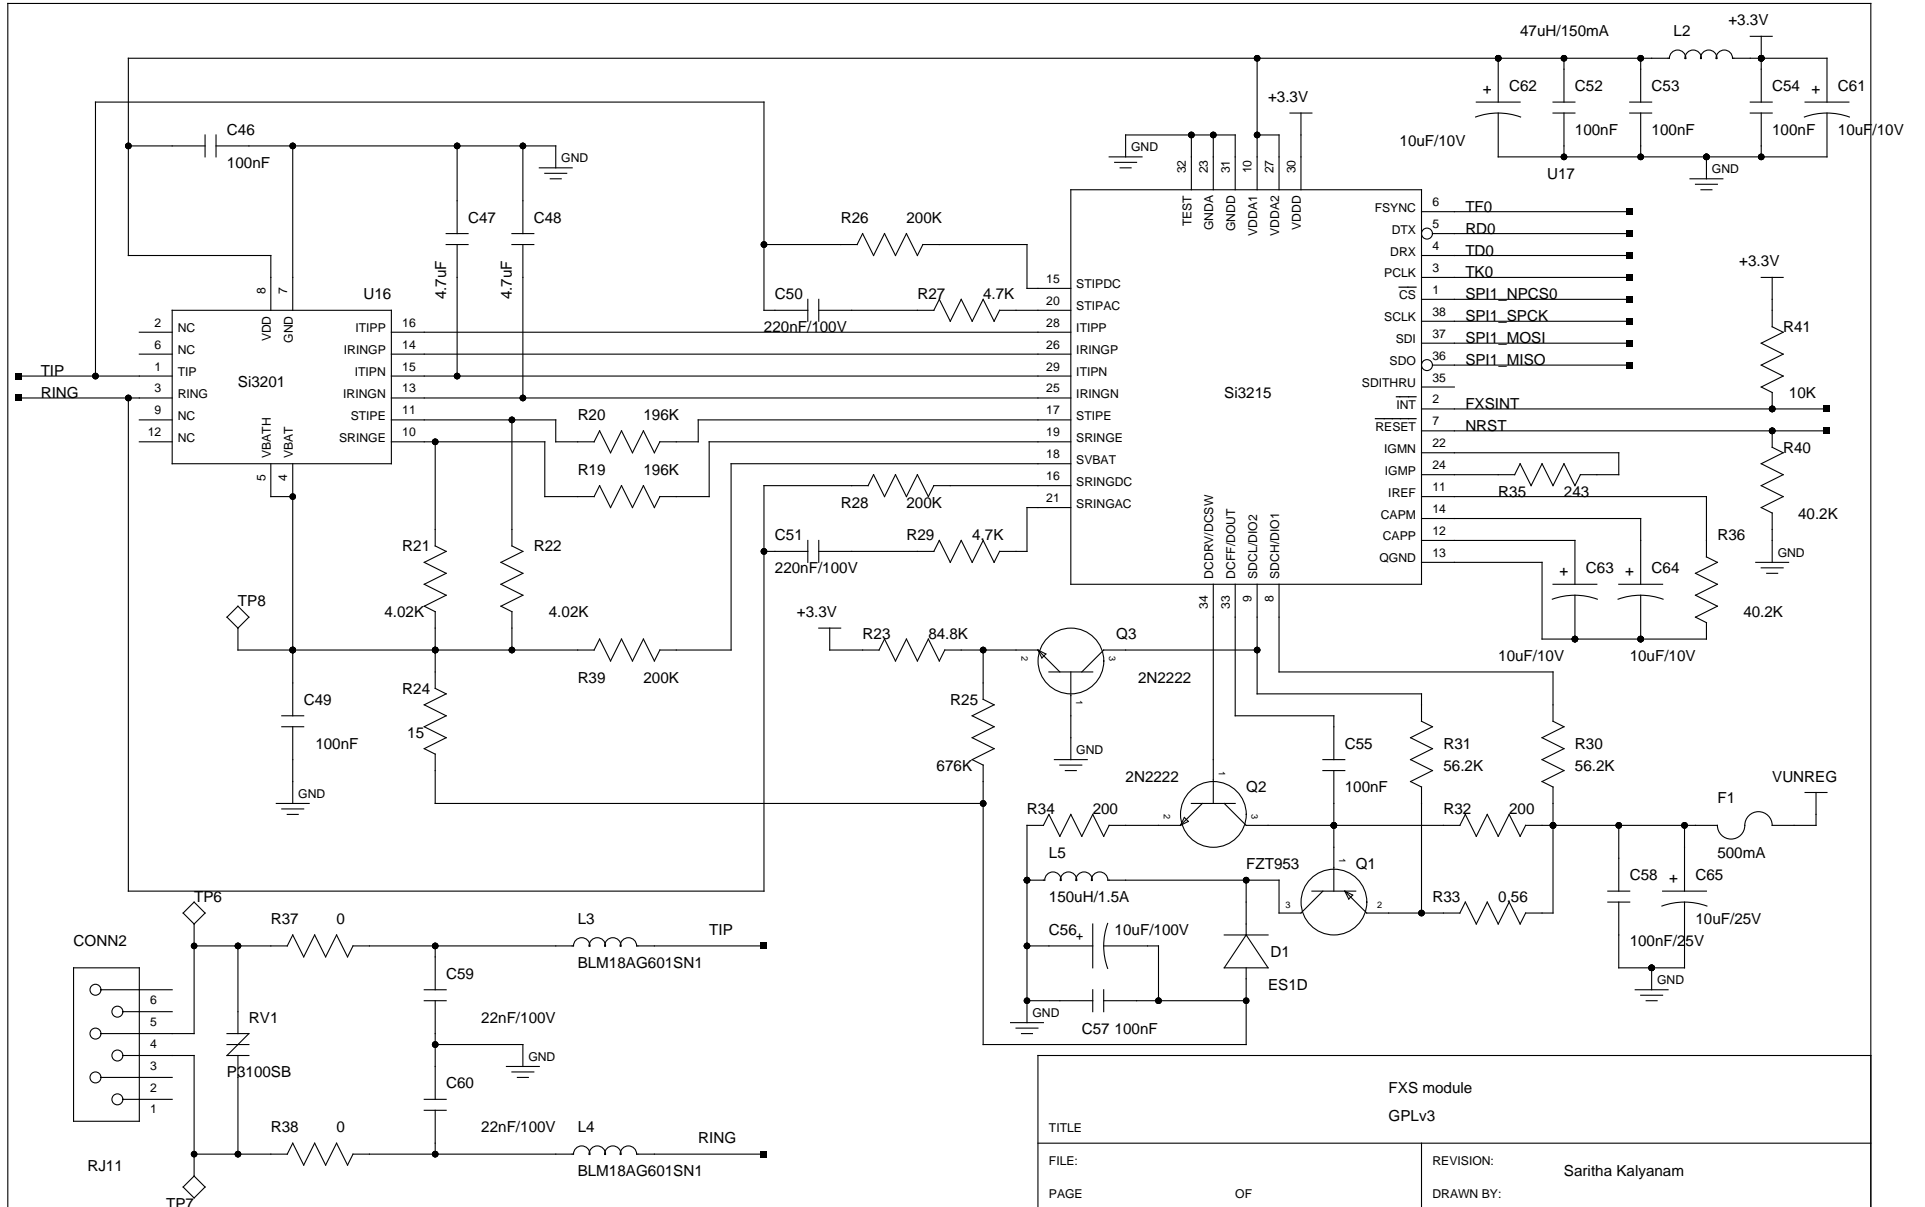 47uH/150mA
L2
+3.3V
C62
C52
C53
C54
C61
+
+
10uF/10V
100nF
100nF
100nF
10uF/10V
GND
U17
+3.3V
C46
100nF
GND
GND
C47
C48
4.7uF
4.7uF
R26
200K
C50
220nF/100V
R27
4.7K
U16
8
7
VDD
GND
2
NC
6
NC
1
TIP
3
RING
9
NC
12
NC
Si3201
VBATH
VBAT
5
4
ITIPP
16
IRINGP
14
ITIPN
15
IRINGN
13
STIPE
11
SRINGE
10
TIP
RING
R20
196K
R19
196K
R28
200K
C51
220nF/100V
R29
4.7K
32
23
31
10
27
30
TEST
GNDA
GNDD
VDDA1
VDDA2
VDDD
15
STIPDC
20
STIPAC
28
ITIPP
26
IRINGP
29
ITIPN
25
IRINGN
17
STIPE
19
SRINGE
18
SVBAT
16
SRINGDC
21
SRINGAC
Si3215
FSYNC
6
TF0
DTX
5
RD0
DRX
4
TD0
PCLK
3
TK0
CS
1
SPI1_NPCS0
SCLK
38
SPI1_SPCK
SDI
37
SPI1_MOSI
SDO
36
SPI1_MISO
SDITHRU
35
INT
2
FXSINT
RESET
7
NRST
IGMN
22
IGMP
24
IREF
11
CAPM
14
CAPP
12
QGND
13
DCDRV/DCSW
DCFF/DOUT
SDCL/DIO2
SDCH/DIO1
34
33
9
8
+3.3V
R41
10K
R40
40.2K
GND
R35
243
R36
40.2K
+
C63
+
C64
10uF/10V
10uF/10V
R21
4.02K
R22
4.02K
TP8
R39
200K
R24
15
C49
100nF
GND
+3.3V
R23
84.8K
2
Q3
3
2N2222
1
GND
R25
676K
C55
100nF
R31
56.2K
R30
56.2K
VUNREG
F1
500mA
2N2222
1
Q2
2
3
R34
200
R32
200
L5
150uH/1.5A
FZT953
1
Q1
3
2
R33
0.56
C58
100nF/25V
+
C65
10uF/25V
GND
C56
+
10uF/100V
D1
ES1D
C57
100nF
GND
TP6
CONN2
6
5
4
3
2
1
RJ11
RV1
P3100SB
R37
0
L3
BLM18AG601SN1
TIP
C59
22nF/100V
GND
C60
22nF/100V
R38
0
L4
BLM18AG601SN1
RING
TP7
FXS module
GPLv3
TITLE
FILE:
REVISION:
Saritha Kalyanam
PAGE
OF
DRAWN BY: